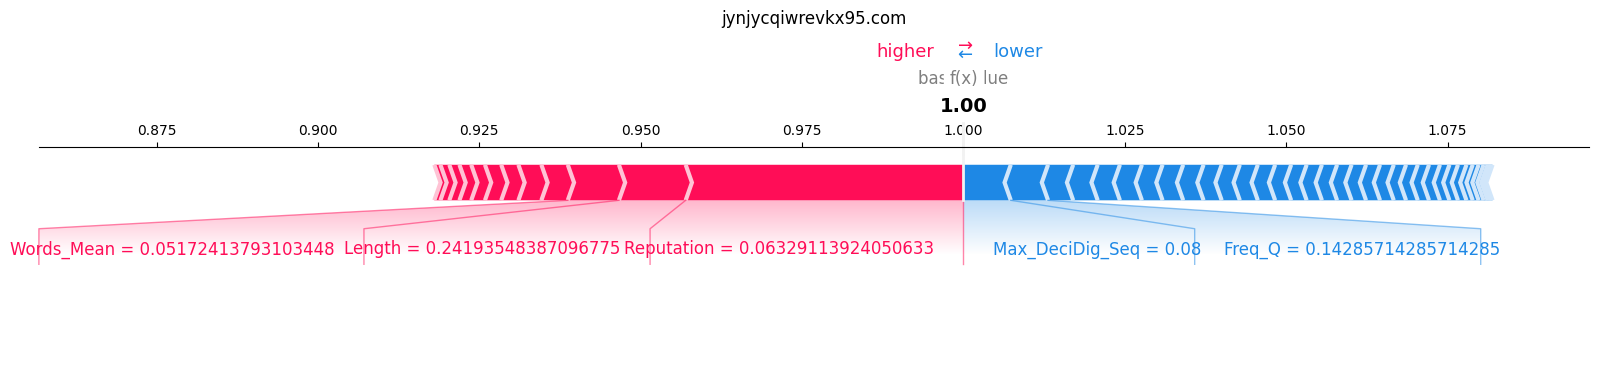 jynjycqiwrevkx95.com
higher ⇄ lower
bas f(x) lue
1.00
0.875 0.900 0.925 0.950 0.975 1.000 1.025 1.050 1.075
Words_Mean = 0.05172413793103448 Length = 0.24193548387096775 Reputation = 0.06329113924050633 Max_DeciDig_Seq = 0.08 Freq_Q = 0.14285714285714285